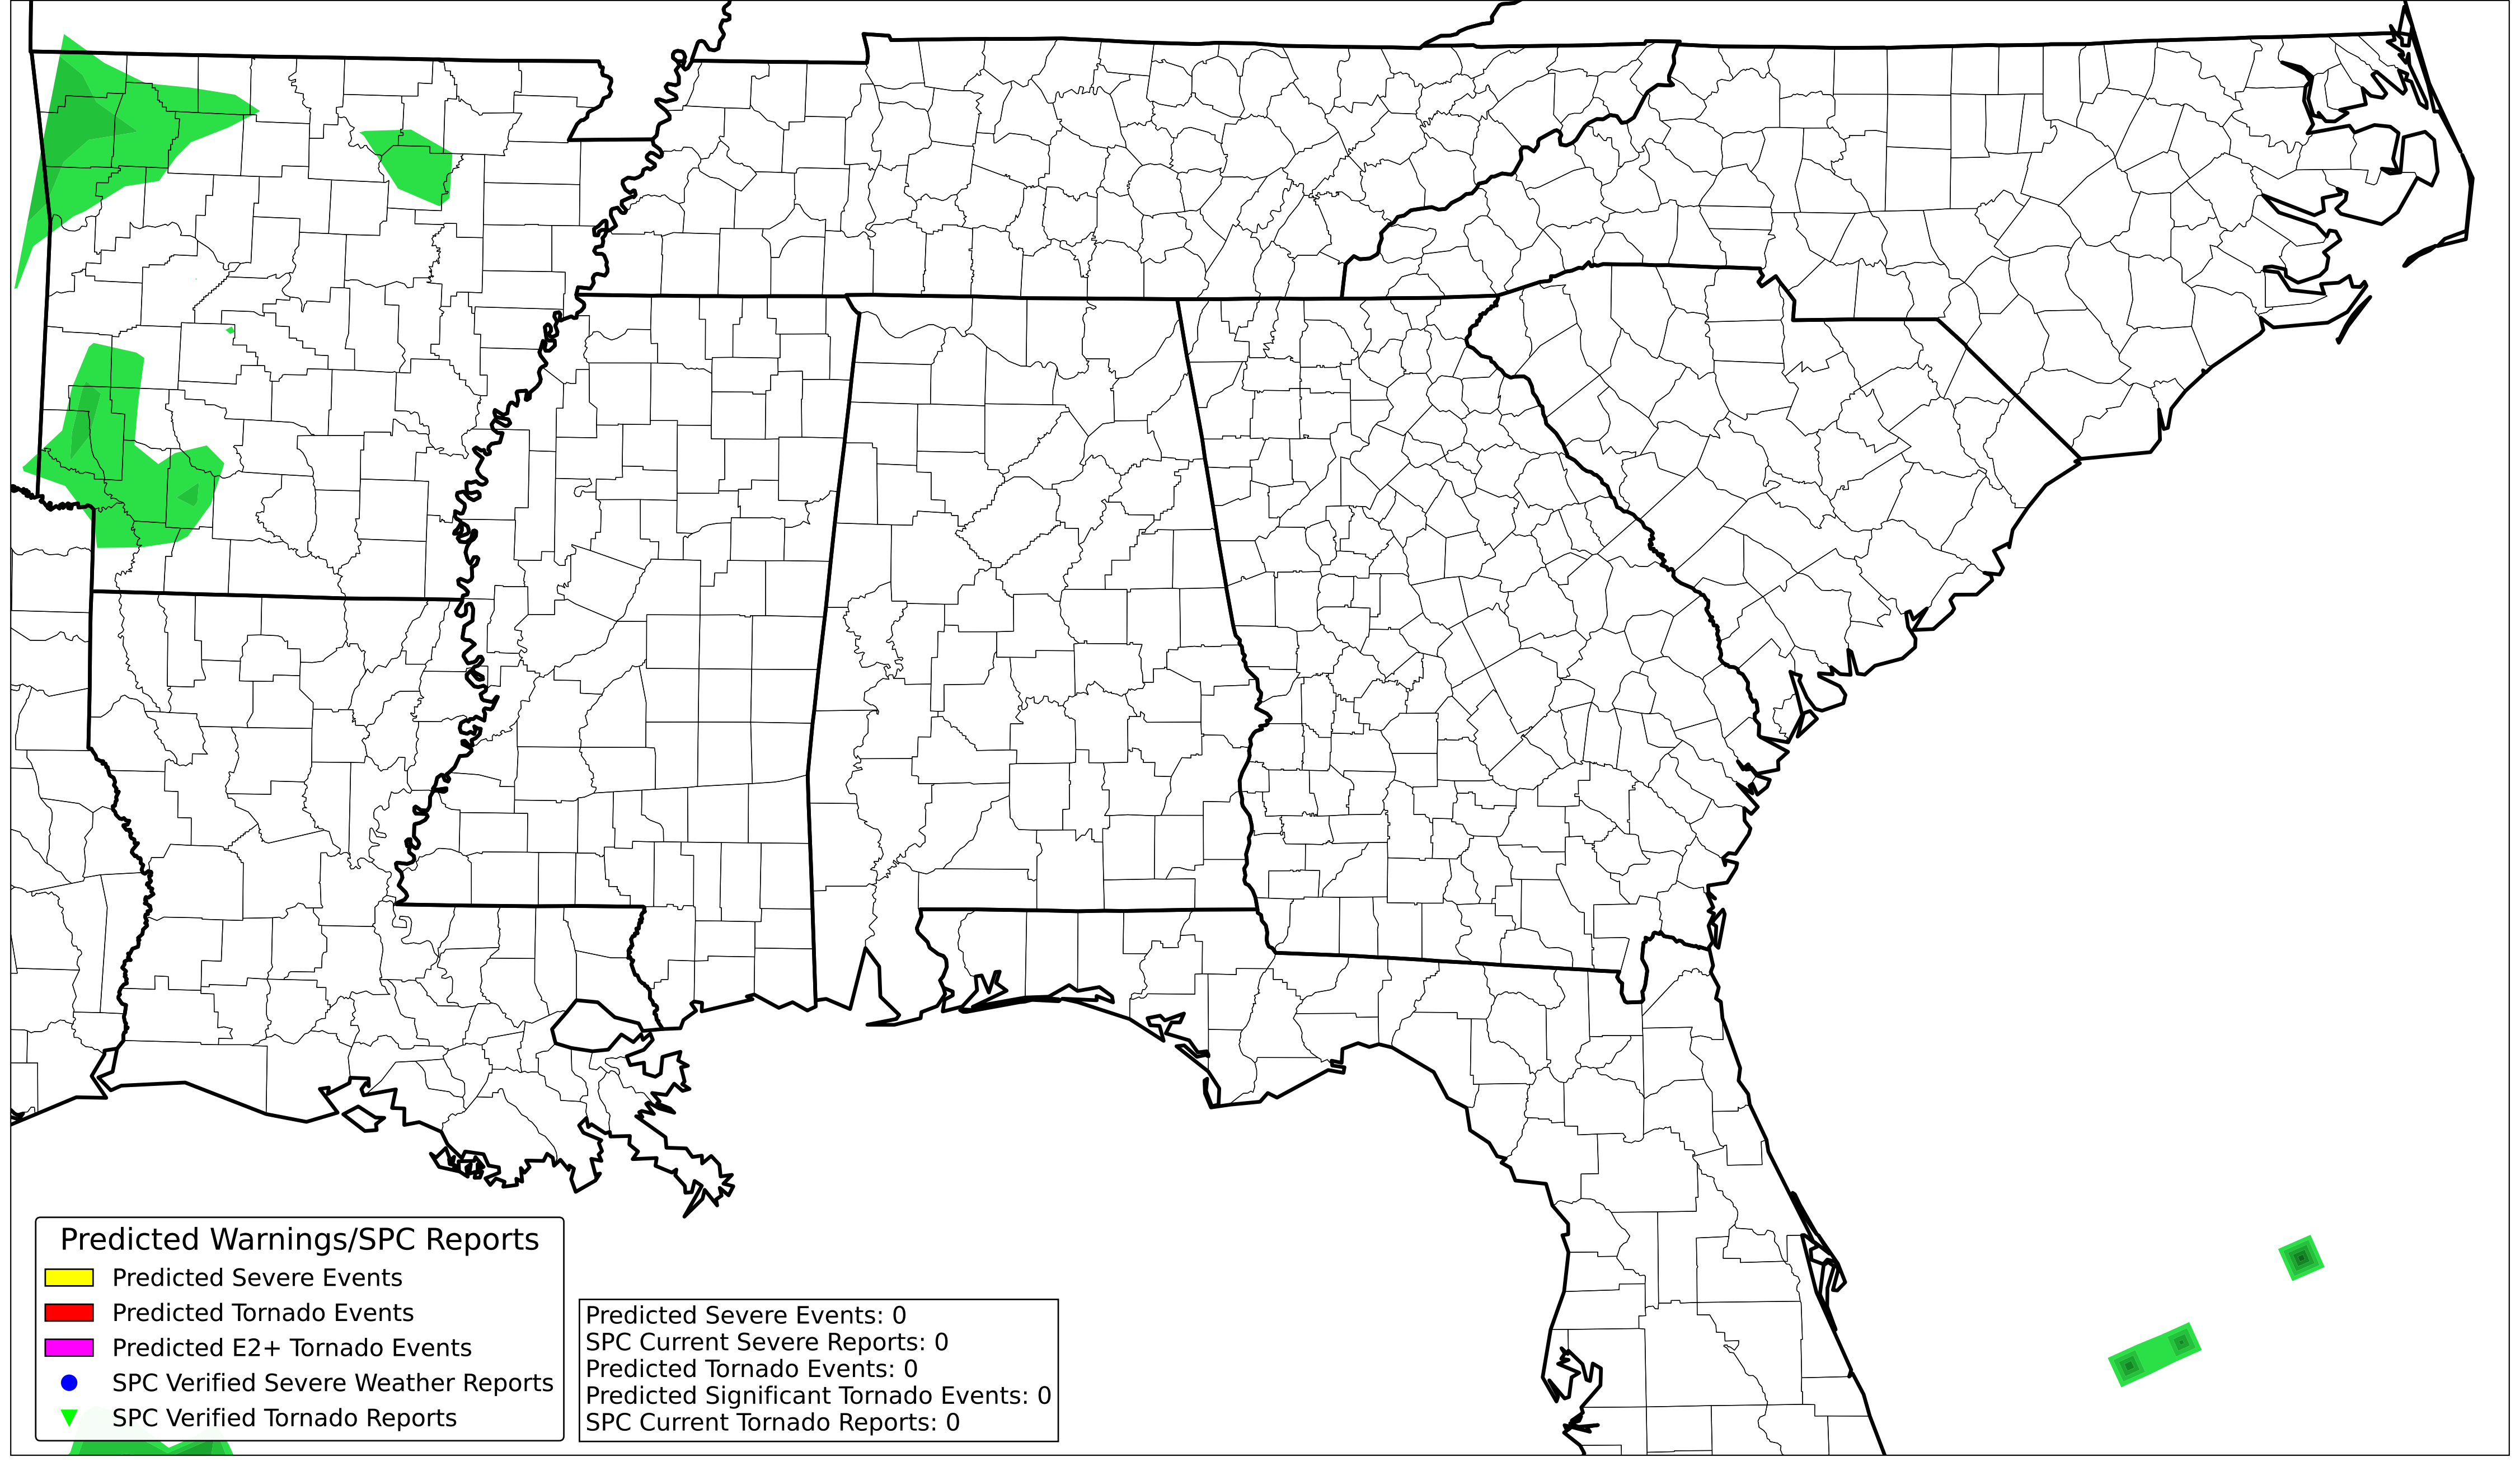 Predicted Warnings/SPC Reports
Predicted Severe Events
Predicted Tornado Events
Predicted E2+ Tornado Events
SPC Verified Severe Weather Reports
SPC Verified Tornado Reports
Predicted Severe Events: 0
SPC Current Severe Reports: 0
Predicted Tornado Events: 0
Predicted Significant Tornado Events: 0
SPC Current Tornado Reports: 0